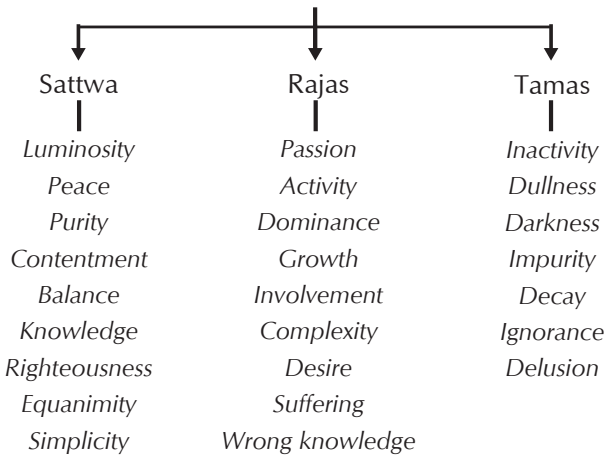 Sattwa Rajas Tamas
Luminosity Passion Inactivity
Peace Activity Dullness
Purity Dominance Darkness
Contentment Growth Impurity
Balance Involvement Decay
Knowledge Complexity Ignorance
Righteousness Desire Delusion
Equanimity Suffering
Simplicity Wrong knowledge